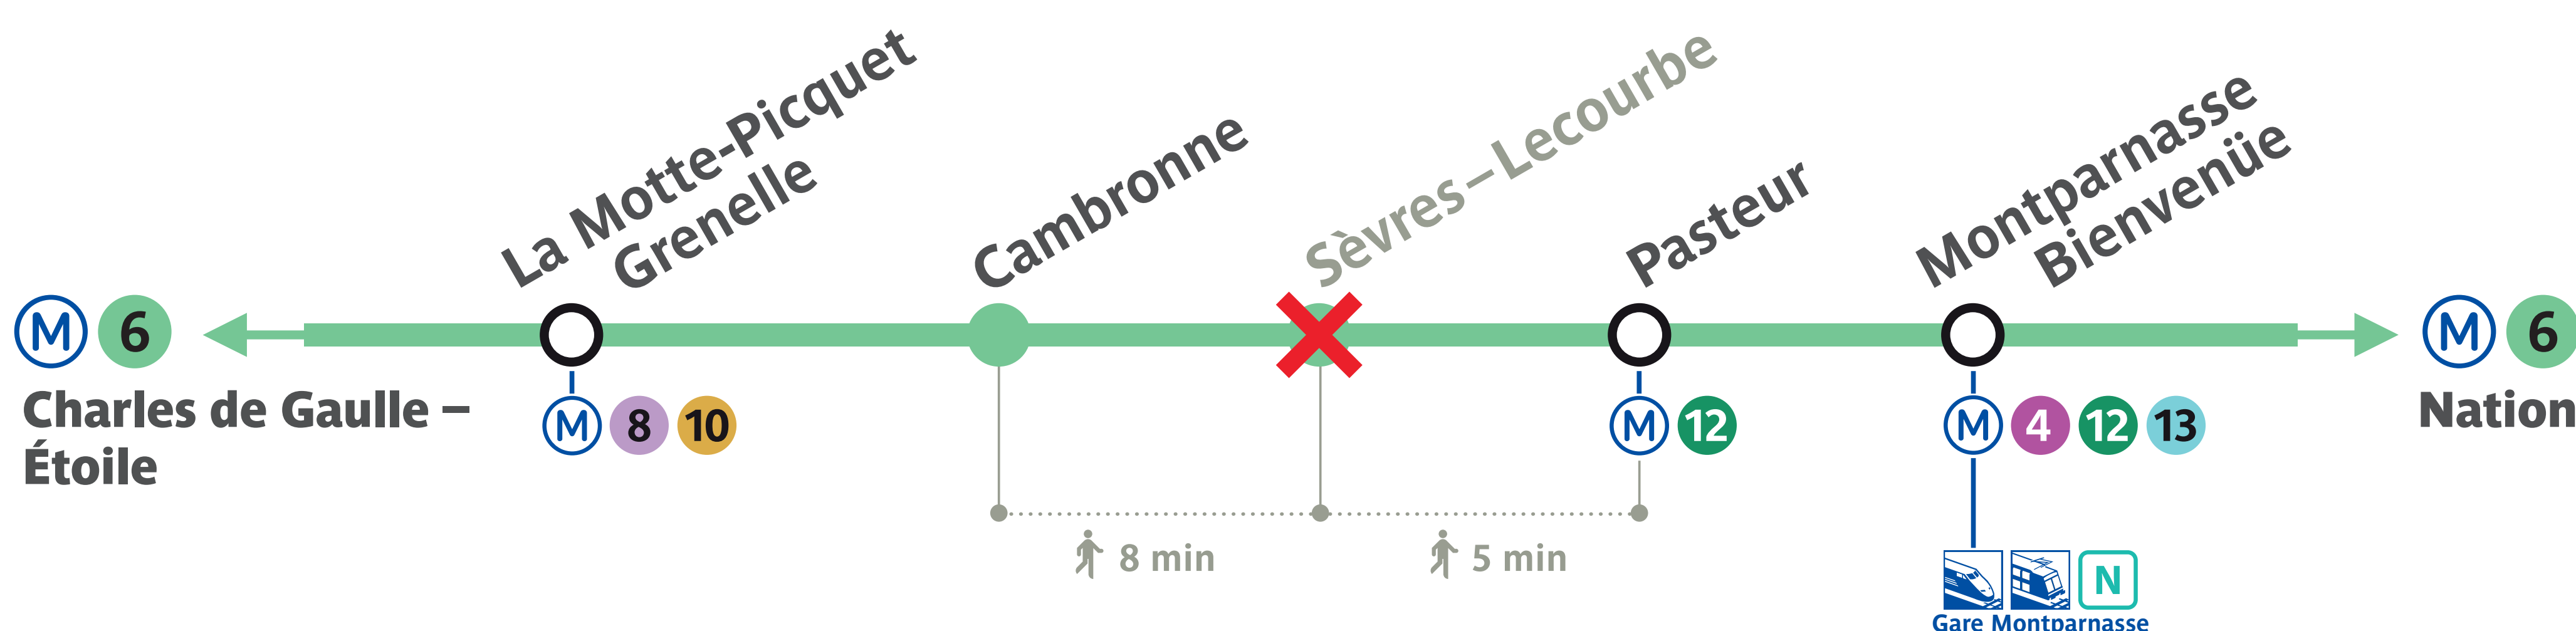 La Motte-Picquet
Grenelle
Cambronne
Sèvres – Lecourbe
Pasteur
Montparnasse
Bienvenüe
M 6
Charles de Gaulle –
Étoile
M 8 10
M 12
M 4 12 13
M 6
Nation
8 min
5 min
N
Gare Montparnasse